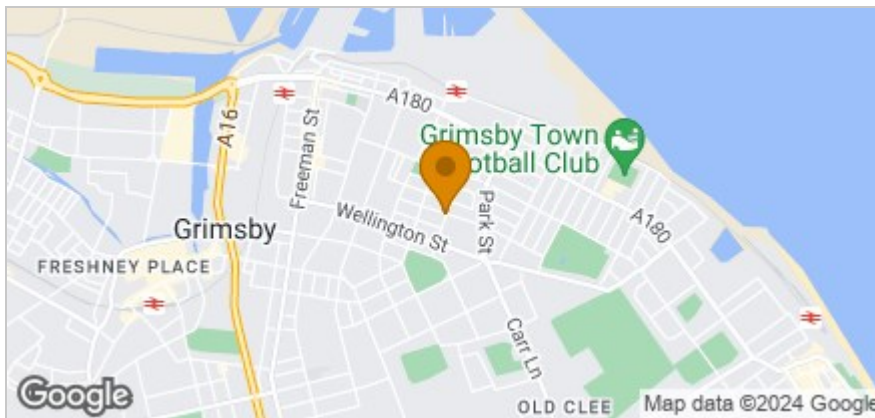 A180
Grimsby Town
Football Club
A16
Freeman St
Park St
Wellington St
A180
Grimsby
FRESHNEY PLACE
Carr Ln
OLD CLEE
Google
Map data ©2024 Google